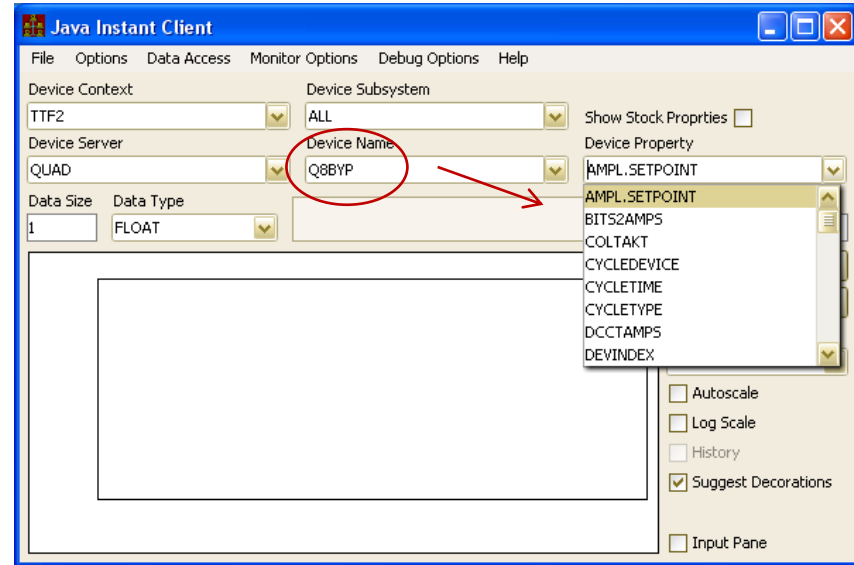 Java Instant Client
File Options Data Access Monitor Options Debug Options Help
Device Context Device Subsystem
TTF2 ALL Show Stock Proprties
Device Server Device Name Device Property
QUAD Q8BYP AMPL.SETPOINT
Data Size Data Type AMPL.SETPOINT
1 FLOAT BITS2AMPS
COLTAKT
CYCLEDEVICE
CYCLETIME
CYCLETYPE
DCCTAMPS
DEVINDEX
Autoscale
Log Scale
History
Suggest Decorations
Input Pane